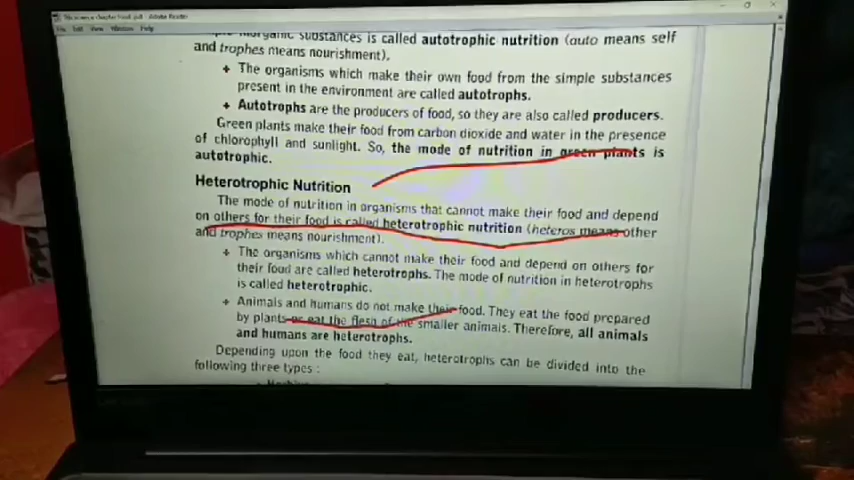 File Edit View Window Help
inorganic substances is called autotrophic nutrition (auto means self
and trophes means nourishment).
+ The organisms which make their own food from the simple substances
present in the environment are called autotrophs.
+ Autotrophs are the producers of food, so they are also called producers.
Green plants make their food from carbon dioxide and water in the presence
of chlorophyll and sunlight. So, the mode of nutrition in green plants is
autotrophic.
Heterotrophic Nutrition
The mode of nutrition in organisms that cannot make their food and depend
on others for their food is called heterotrophic nutrition (heteros means other
and trophes means nourishment).
+ The organisms which cannot make their food and depend on others for
their food are called heterotrophs. The mode of nutrition in heterotrophs
is called heterotrophic.
+ Animals and humans do not make their food. They eat the food prepared
by plants or eat the flesh of the smaller animals. Therefore, all animals
and humans are heterotrophs.
Depending upon the food they eat, heterotrophs can be divided into the
following three types :